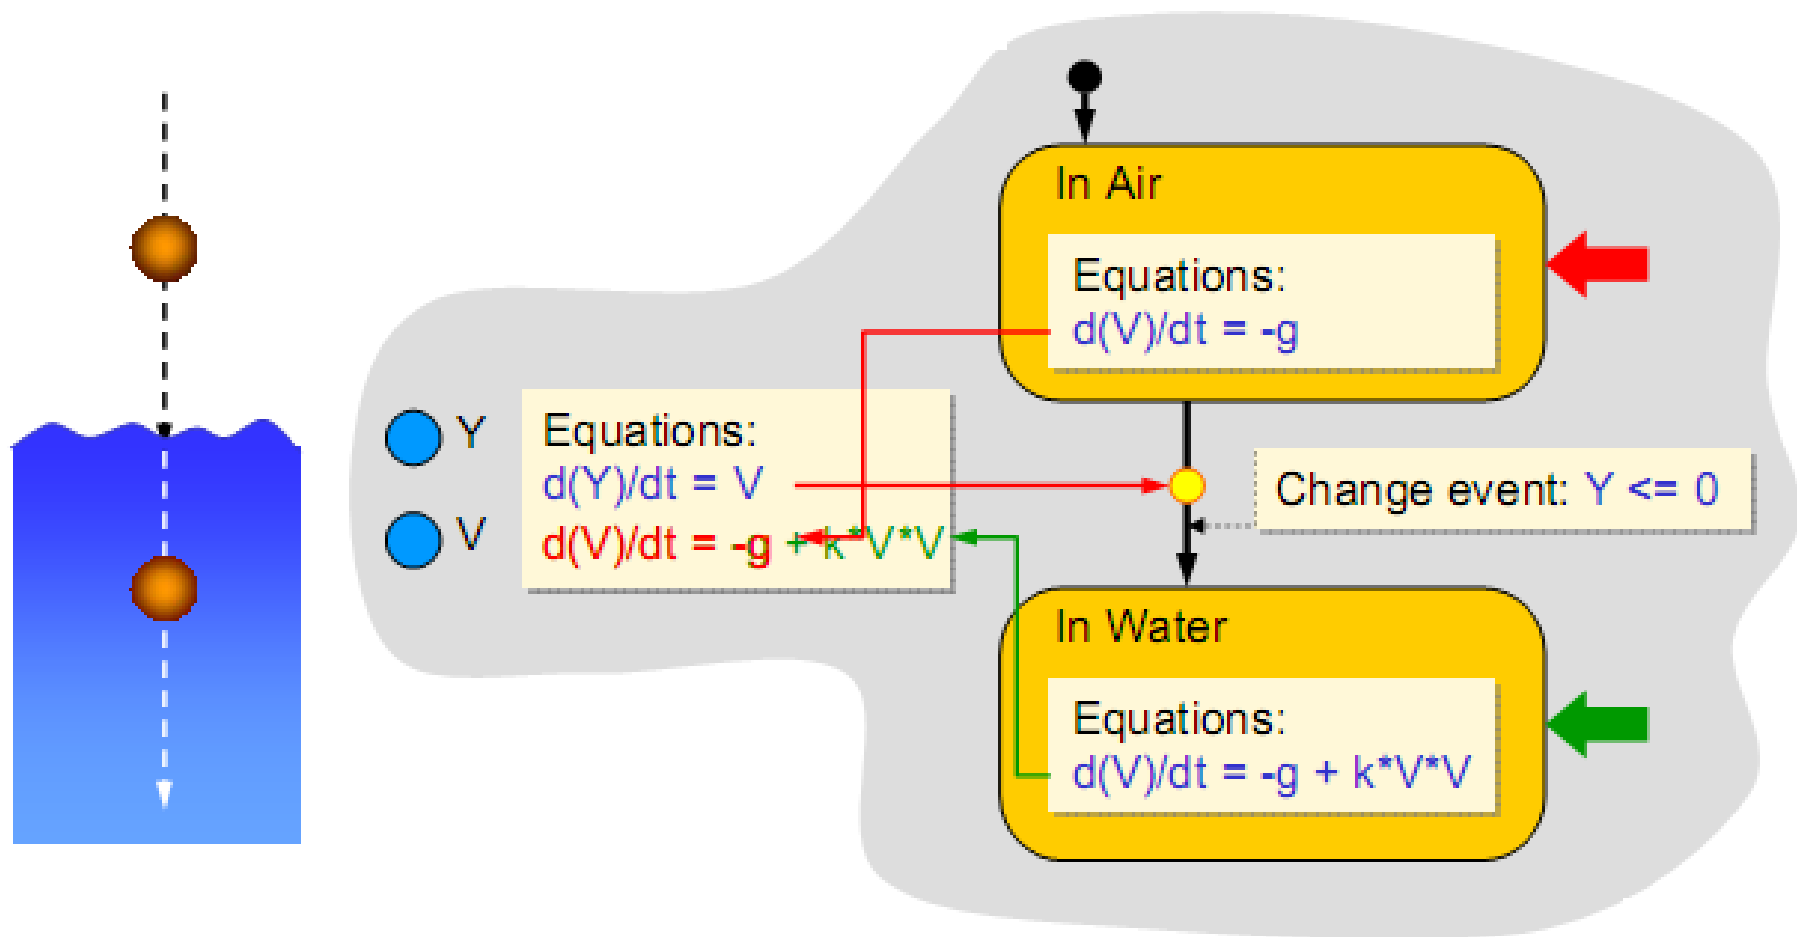 In Air
Equations:
d(V)/dt = -g
Y
V
Equations:
d(Y)/dt = V
d(V)/dt = -g + k*V*V
Change event: Y <= 0
In Water
Equations:
d(V)/dt = -g + k*V*V